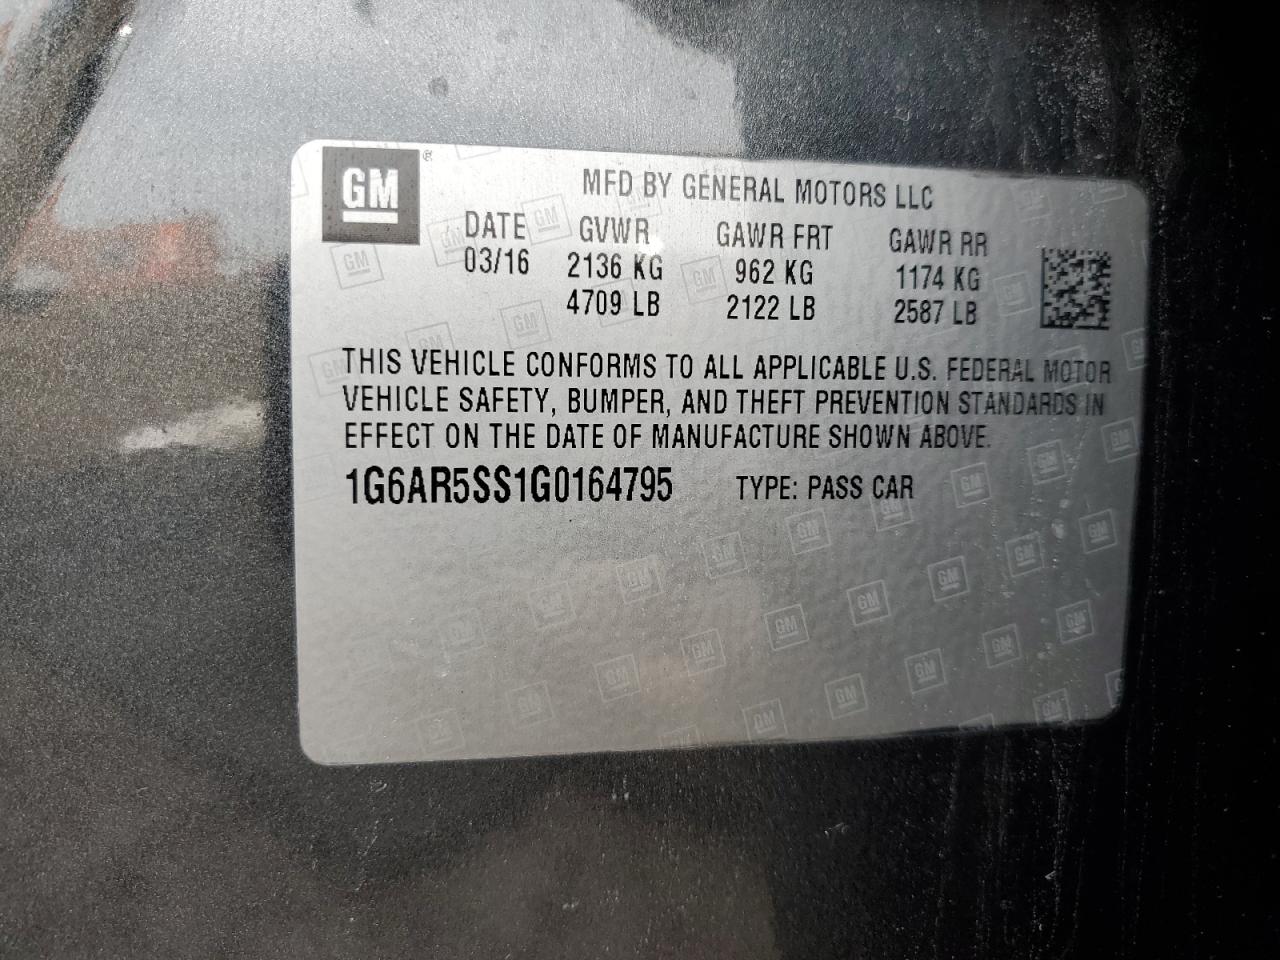 GM ®
MFD BY GENERAL MOTORS LLC
DATE GVWR GAWR FRT GAWR RR
03/16 2136 KG 962 KG 1174 KG
4709 LB 2122 LB 2587 LB
THIS VEHICLE CONFORMS TO ALL APPLICABLE U.S. FEDERAL MOTOR
VEHICLE SAFETY, BUMPER, AND THEFT PREVENTION STANDARDS IN
EFFECT ON THE DATE OF MANUFACTURE SHOWN ABOVE.
1G6AR5SS1G0164795 TYPE: PASS CAR